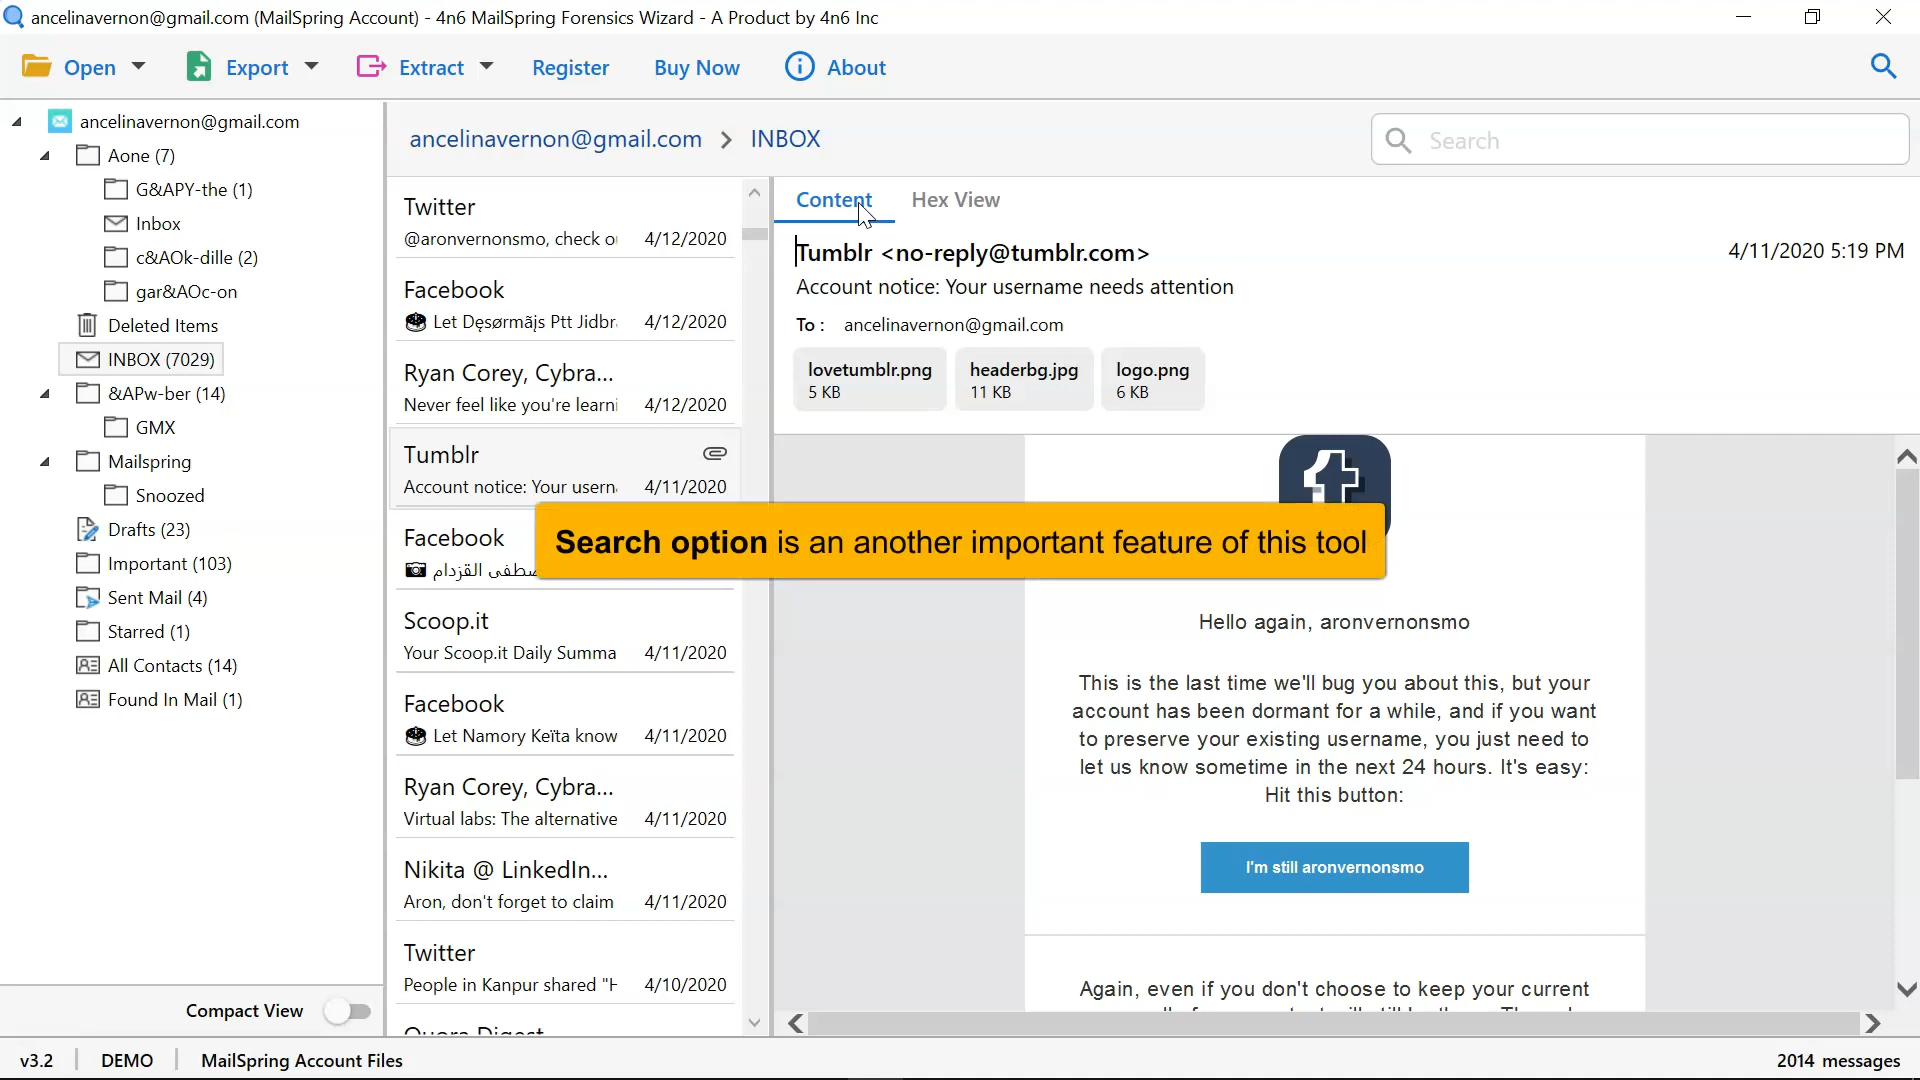 ancelinavernon@gmail.com (MailSpring Account) - 4n6 MailSpring Forensics Wizard - A Product by 4n6 Inc
Open
Export
Extract
Register
Buy Now
About
ancelinavernon@gmail.com
Aone (7)
G&APY-the (1)
Inbox
c&AOk-dille (2)
gar&AOc-on
Deleted Items
INBOX (7029)
&APw-ber (14)
GMX
Mailspring
Snoozed
Drafts (23)
Important (103)
Sent Mail (4)
Starred (1)
All Contacts (14)
Found In Mail (1)
Compact View
ancelinavernon@gmail.com > INBOX
Search
Twitter
@aronvernonsmo, check 4/12/2020
Facebook
Let Dęsørmãįs Ptt 4/12/2020
Ryan Corey, Cybra...
Never feel like you're learni 4/12/2020
Tumblr
Account notice: Your usern 4/11/2020
Facebook
القزدام
Scoop.it
Your Scoop.it Daily Summa 4/11/2020
Facebook
Let Namory Keïta know 4/11/2020
Ryan Corey, Cybra...
Virtual labs: The alternative 4/11/2020
Nikita @ LinkedIn...
Aron, don't forget to claim 4/11/2020
Twitter
People in Kanpur shared "H 4/10/2020
Quora Digest
Content
Hex View
Tumblr <no-reply@tumblr.com>
4/11/2020 5:19 PM
Account notice: Your username needs attention
To : ancelinavernon@gmail.com
lovetumblr.png
5 KB
headerbg.jpg
11 KB
logo.png
6 KB
t
Search option is an another important feature of this tool
Hello again, aronvernonsmo
This is the last time we'll bug you about this, but your
account has been dormant for a while, and if you want
to preserve your existing username, you just need to
let us know sometime in the next 24 hours. It's easy:
Hit this button:
I'm still aronvernonsmo
Again, even if you don't choose to keep your current
v3.2
DEMO
MailSpring Account Files
2014 messages